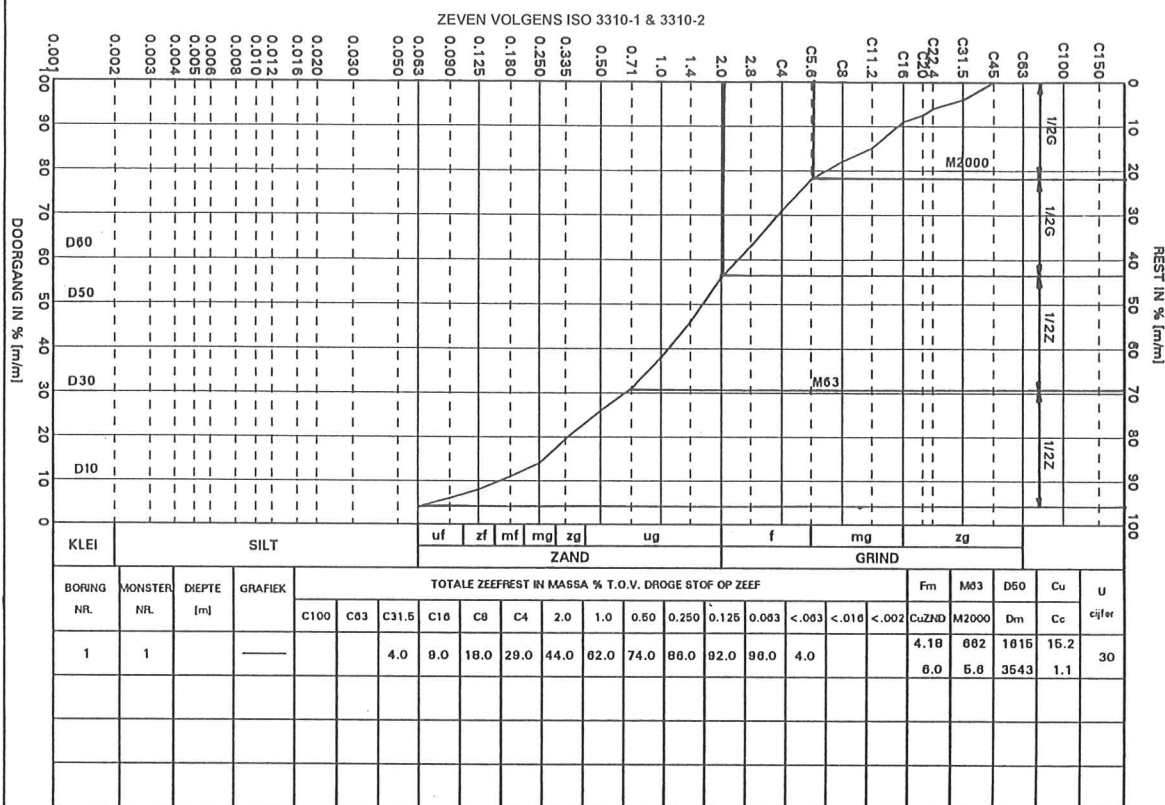 ZEVEN VOLGENS ISO 3310-1 & 3310-2
0.001 0.002 0.003 0.004 0.005 0.006 0.008 0.010 0.012 0.016 0.020 0.030 0.350 0.063 0.090 0.125 0.180 0.250 0.335 0.50 0.71 1.0 1.4 2.0 2.8 C4 C5.6 C8 C11.2 C16 C20 C22.4 C31.5 C45 C63 C100 C150
100 90 80 70 60 50 40 30 20 10 0
DOORGANG IN % [m/m]
0 10 20 30 40 50 60 70 80 90 100
REST IN % [m/m]
D60
D50
D30
D10
M2000
M63
1/2G
1/2G
1/2Z
1/2Z
KLEI SILT uf zf mf mg zg ug f mg zg
ZAND GRIND
BORING MONSTER DIEPTE GRAFIEK TOTALE ZEEFREST IN MASSA % T.O.V. DROGE STOF OP ZEEF Fm M63 D50 Cu U
NR. NR. [m] C100 C63 C31.5 C16 C8 C4 2.0 1.0 0.50 0.250 0.125 0.063 <.063 <.016 <.002 CuZND M2000 Dm Cc cijfer
1 1 4.0 9.0 18.0 29.0 44.0 62.0 74.0 86.0 92.0 96.0 4.0 4.18 662 1615 15.2 30
6.0 5.6 3543 1.1